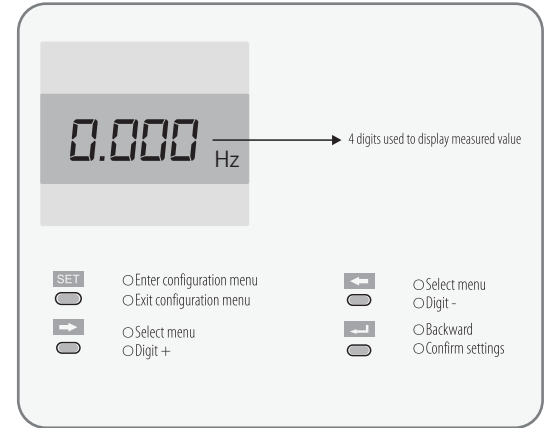 0.000 Hz
4 digits used to display measured value
SET
Enter configuration menu
Exit configuration menu
Select menu
Digit +
Select menu
Digit -
Backward
Confirm settings